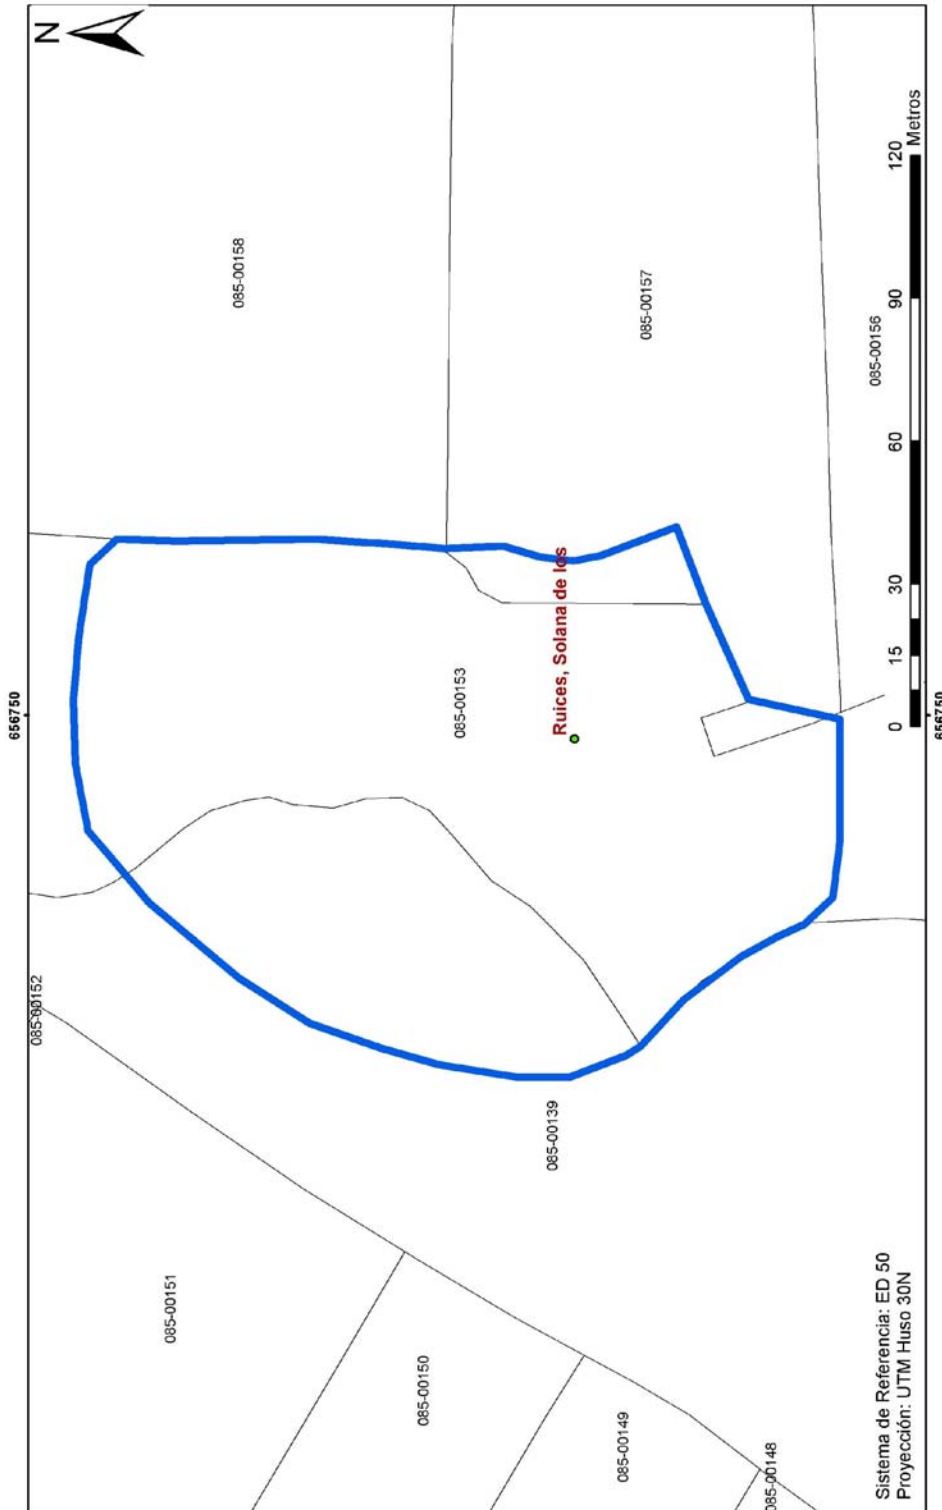 N
656750
085-00158
085-00157
085-00156
085-00153
Ruices, Solana de los
085-00152
085-00139
085-00151
085-00150
085-00149
085-00148
0 15 30 60 90 120
Metros
Sistema de Referencia: ED 50
Proyección: UTM Huso 30N
656750